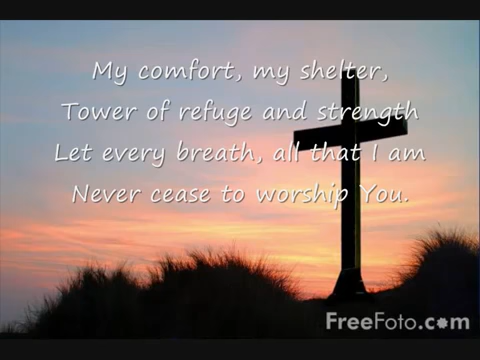 My comfort, my shelter,
Tower of refuge and strength
Let every breath, all that I am
Never cease to worship You.
FreeFoto.com